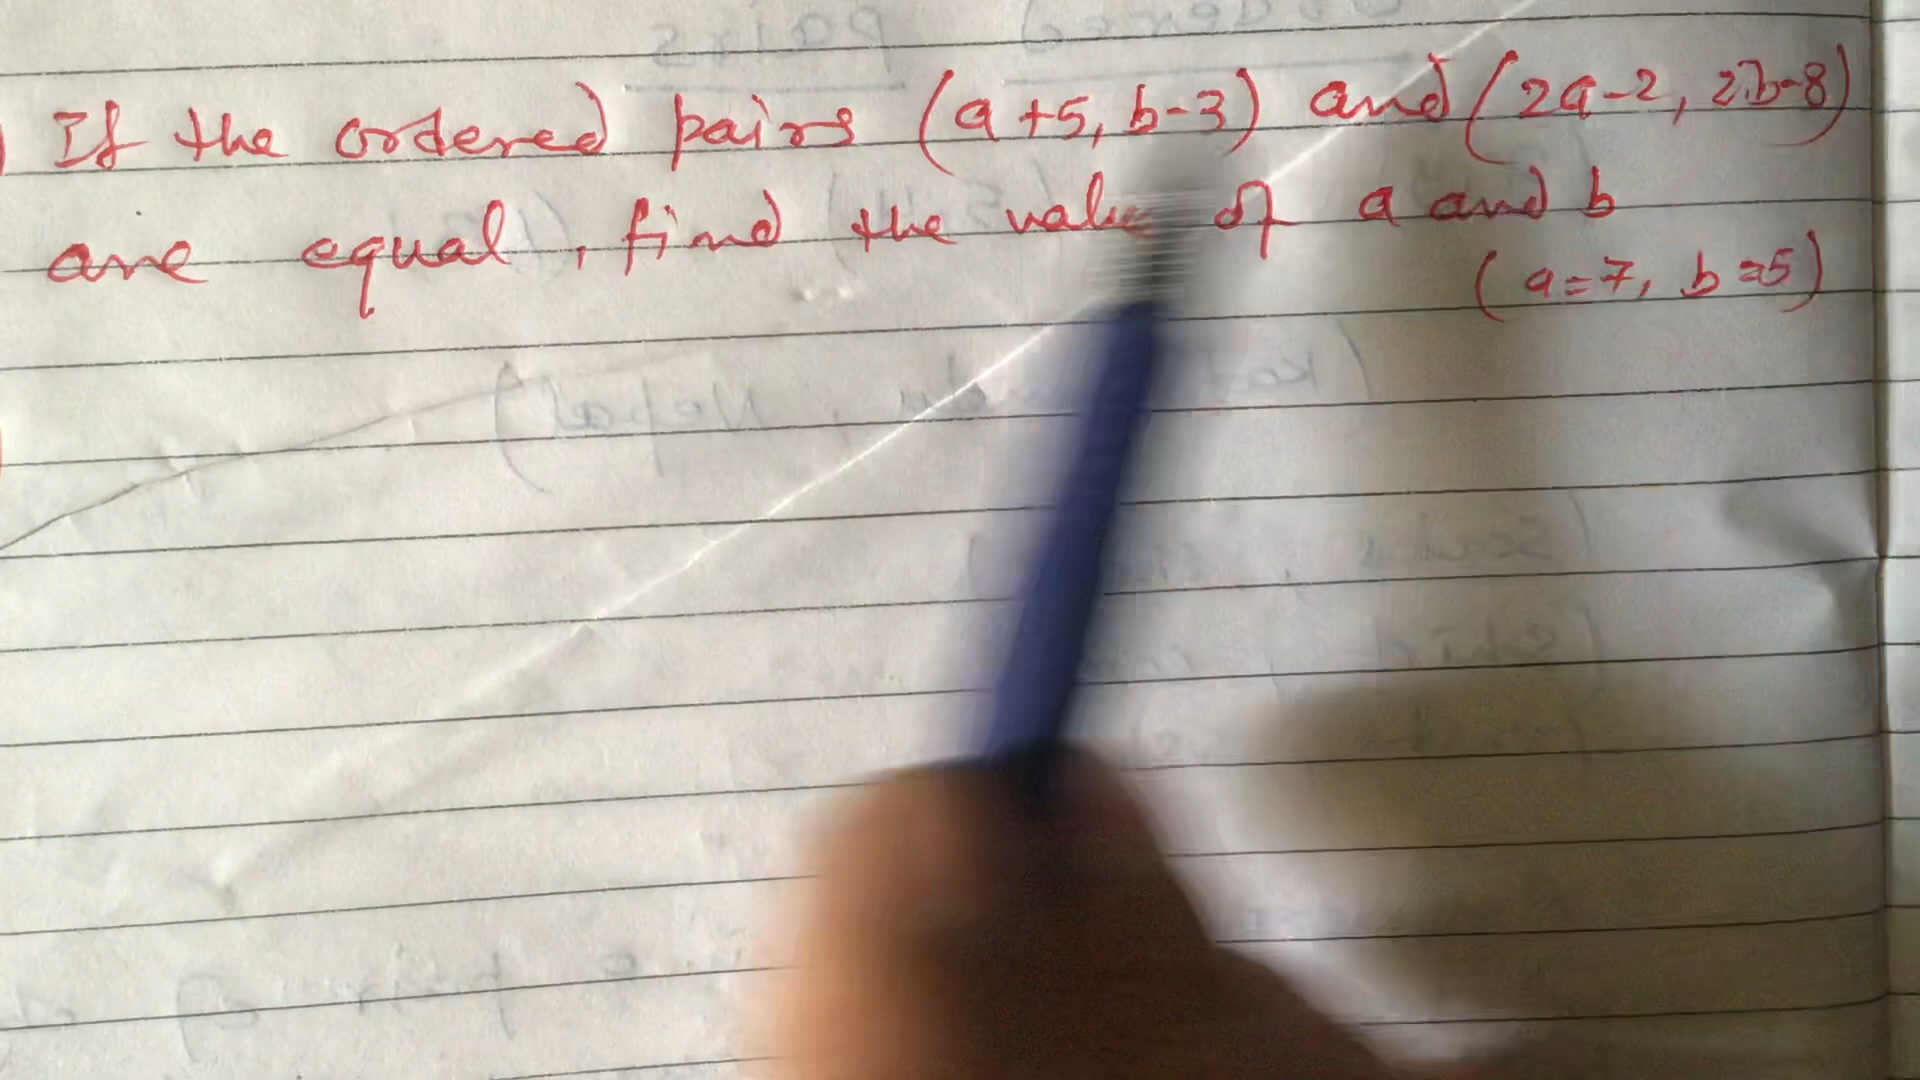 If the ordered pairs (a+5, b-3) and (2a-2, 2b-8)
are equal, find the value of a and b
(a=7, b=5)